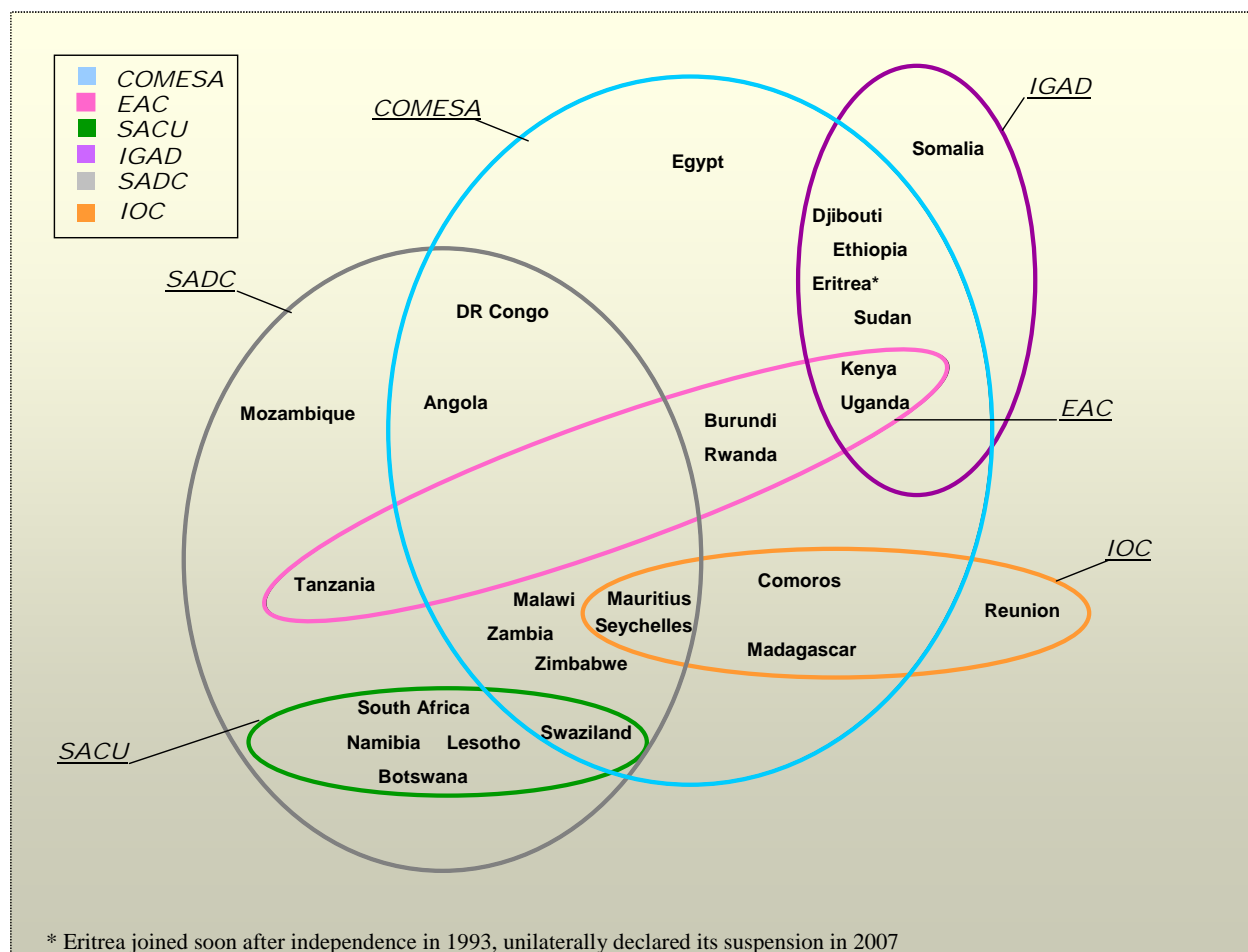 COMESA
EAC
SACU
IGAD
SADC
IOC
COMESA
IGAD
Egypt
Somalia
Djibouti
Ethiopia
SADC
Eritrea*
DR Congo
Sudan
Kenya
Angola
Uganda
Mozambique
Burundi
EAC
Rwanda
IOC
Tanzania
Comoros
Malawi
Mauritius
Reunion
Zambia
Seychelles
Zimbabwe
Madagascar
South Africa
Swaziland
SACU
Namibia
Lesotho
Botswana
* Eritrea joined soon after independence in 1993, unilaterally declared its suspension in 2007